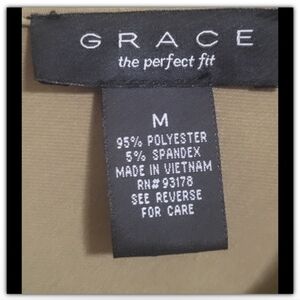 GRACE
the perfect fit
M
95% POLYESTER
5% SPANDEX
MADE IN VIETNAM
RN# 93178
SEE REVERSE
FOR CARE